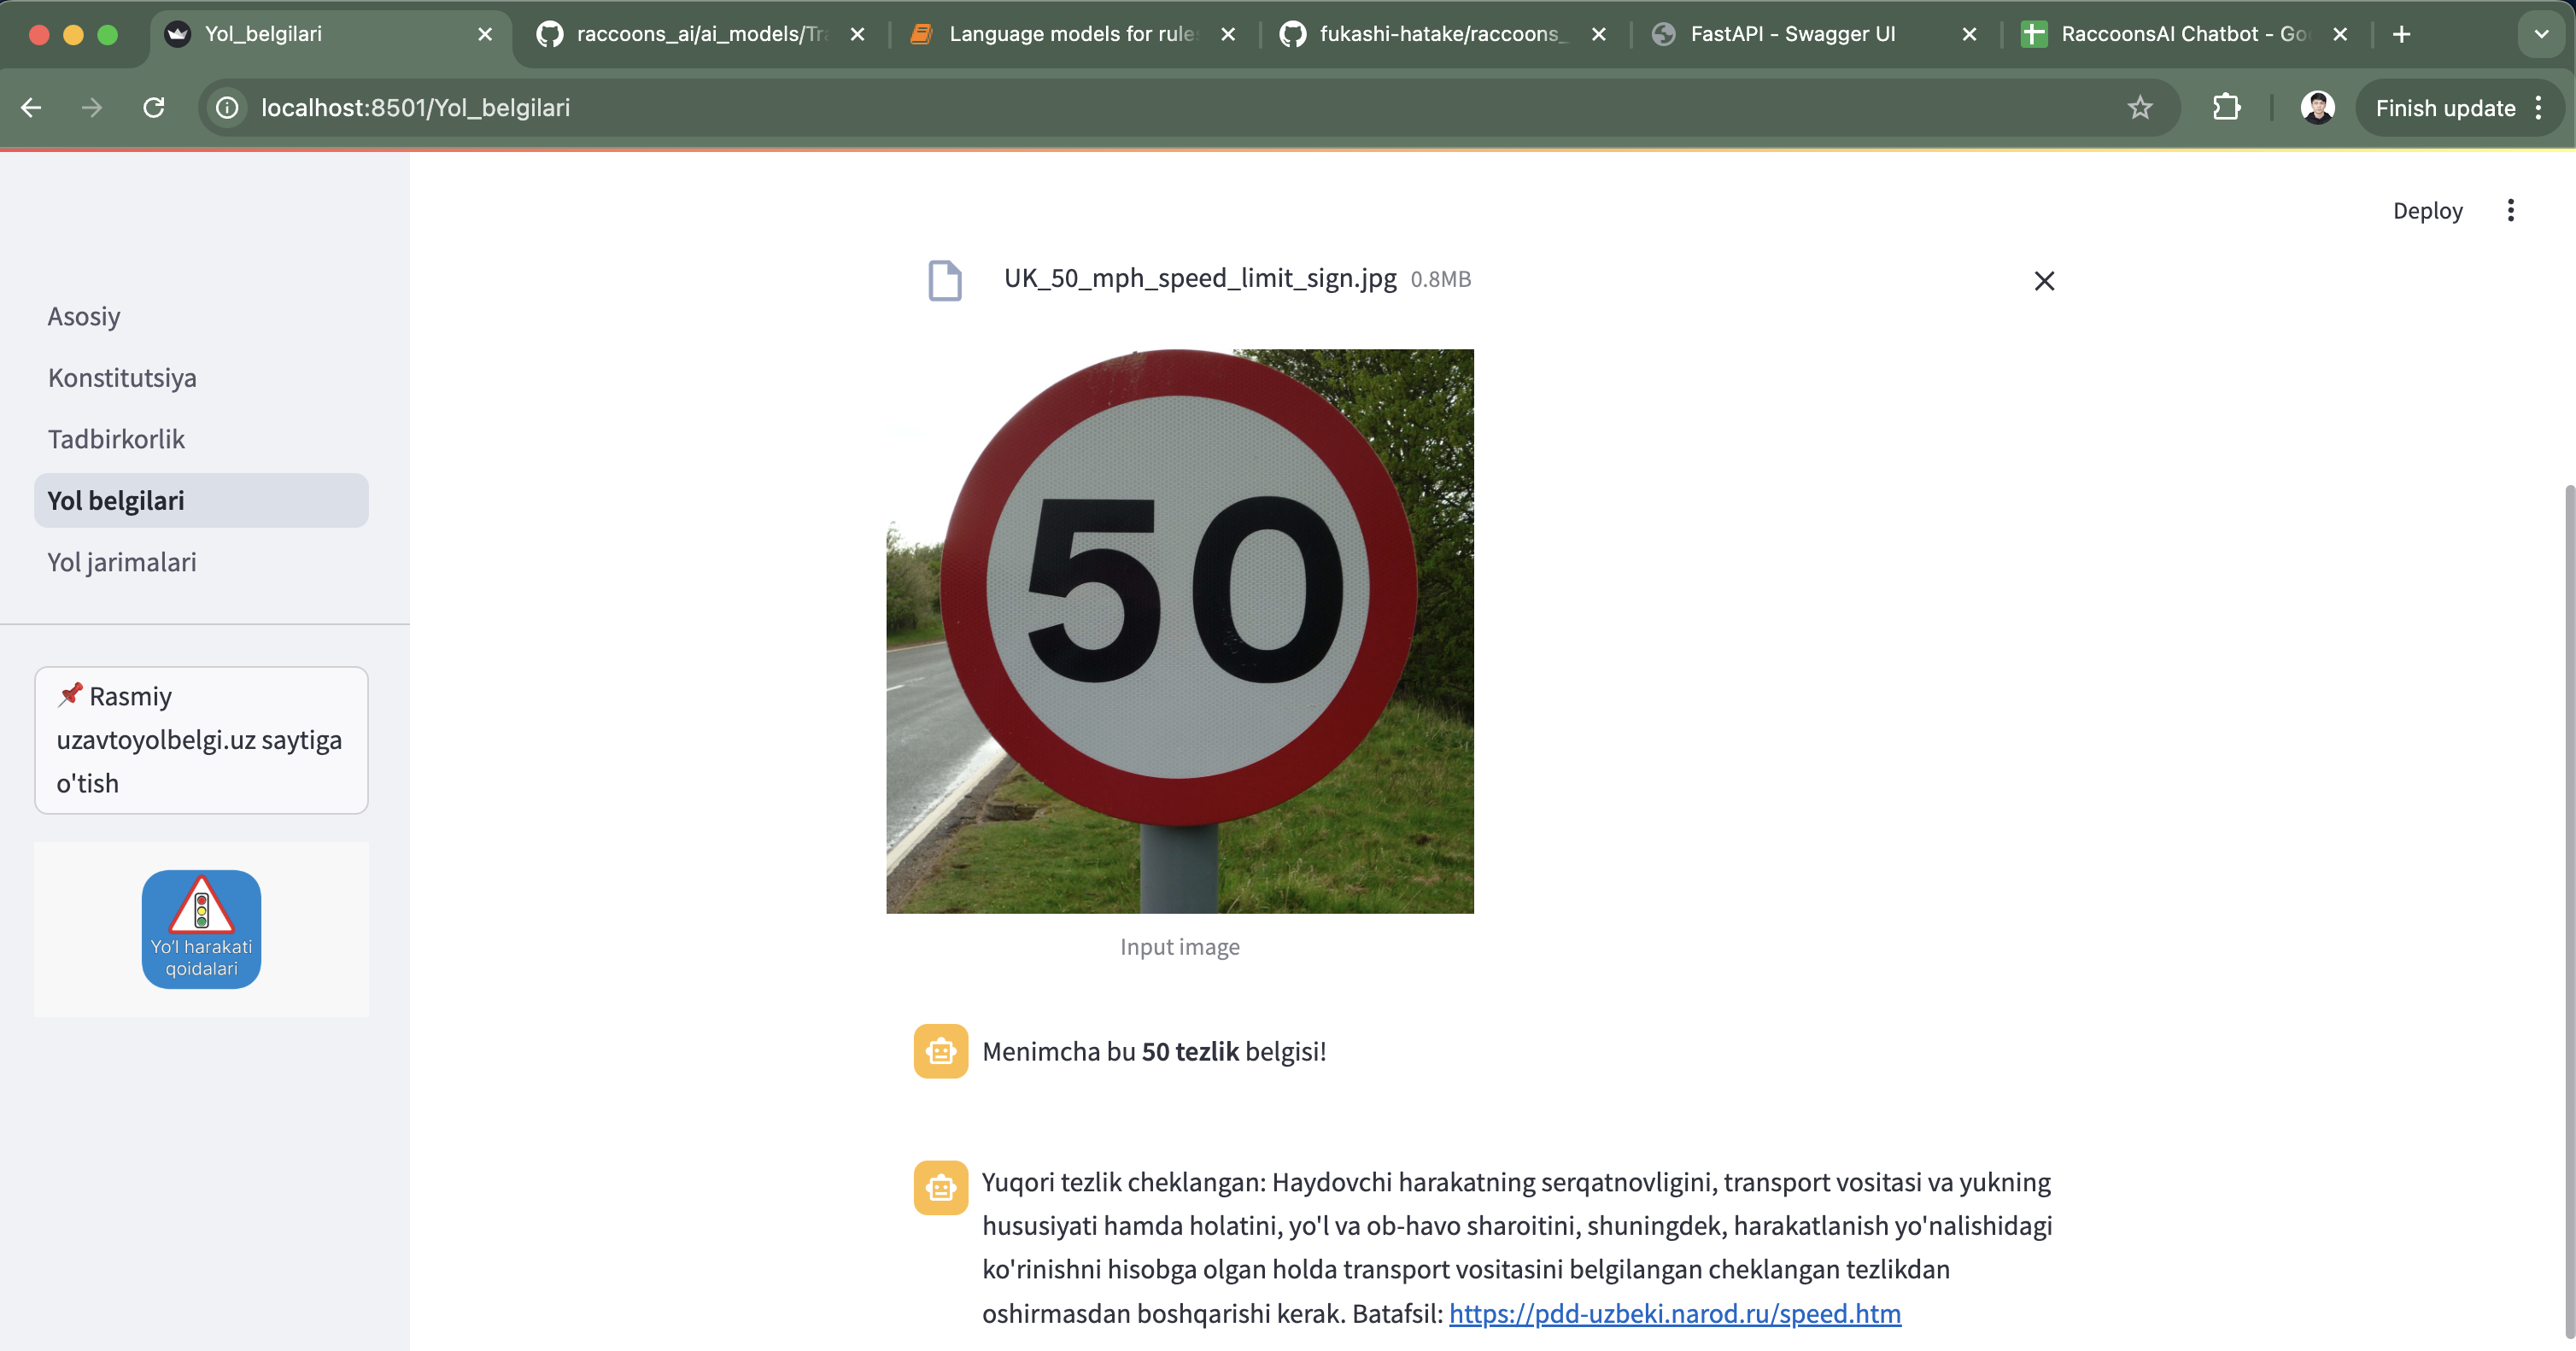 Yol_belgilari
raccoons_ai/ai_models/Tra
Language models for rules
fukashi-hatake/raccoons_
FastAPI - Swagger UI
RaccoonsAI Chatbot - Goo
localhost:8501/Yol_belgilari
Finish update
Deploy
Asosiy
Konstitutsiya
Tadbirkorlik
Yol belgilari
Yol jarimalari
Rasmiy
uzavtoyolbelgi.uz saytiga
o'tish
Yo'l harakati
qoidalari
UK_50_mph_speed_limit_sign.jpg 0.8MB
50
Input image
Menimcha bu 50 tezlik belgisi!
Yuqori tezlik cheklangan: Haydovchi harakatning serqatnovligini, transport vositasi va yukning
hususiyati hamda holatini, yo'l va ob-havo sharoitini, shuningdek, harakatlanish yo'nalishidagi
ko'rinishni hisobga olgan holda transport vositasini belgilangan cheklangan tezlikdan
oshirmasdan boshqarishi kerak. Batafsil: https://pdd-uzbeki.narod.ru/speed.htm